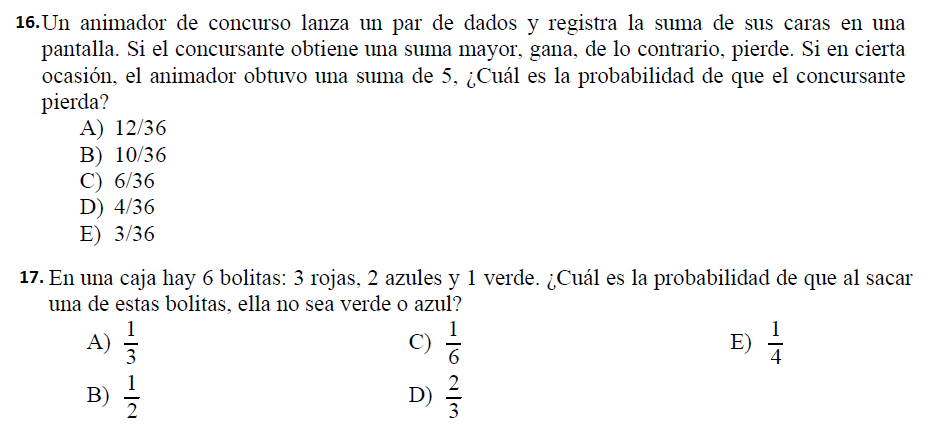 16. Un animador de concurso lanza un par de dados y registra la suma de sus caras en una
pantalla. Si el concursante obtiene una suma mayor, gana, de lo contrario, pierde. Si en cierta
ocasión, el animador obtuvo una suma de 5, ¿Cuál es la probabilidad de que el concursante
pierda?
A) 12/36
B) 10/36
C) 6/36
D) 4/36
E) 3/36
17. En una caja hay 6 bolitas: 3 rojas, 2 azules y 1 verde. ¿Cuál es la probabilidad de que al sacar
una de estas bolitas, ella no sea verde o azul?
A) 1/3 C) 1/6 E) 1/4
B) 1/2 D) 2/3